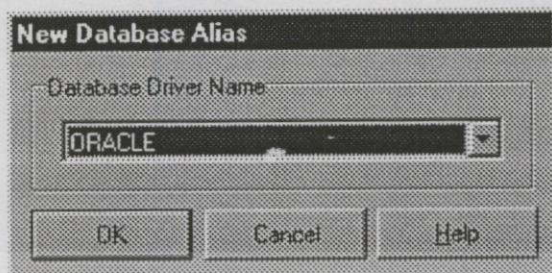 New Database Alias
Database Driver Name
ORACLE
OK Cancel Help